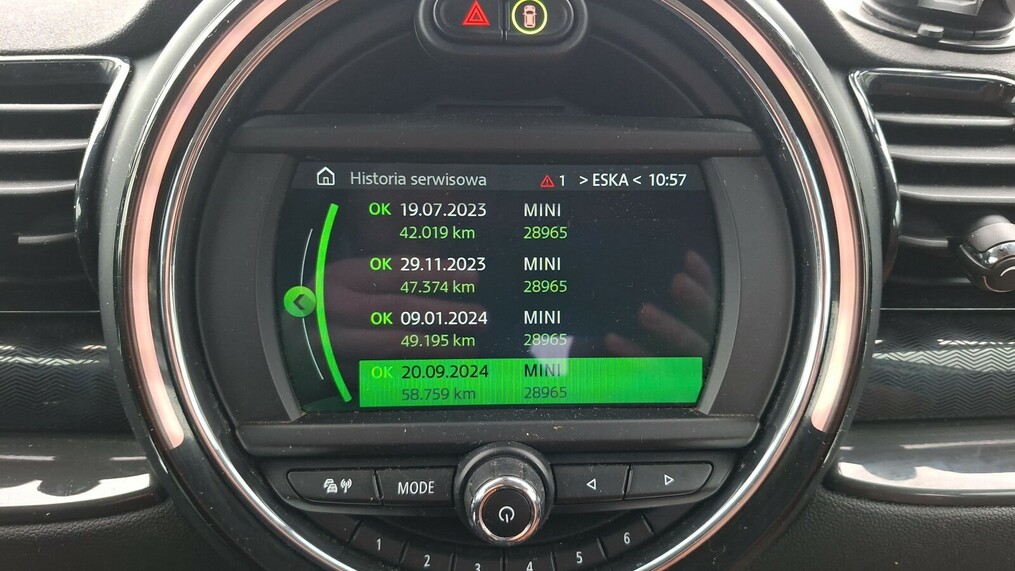 Historia serwisowa 1 > ESKA < 10:57
OK 19.07.2023 MINI
42.019 km 28965
OK 29.11.2023 MINI
47.374 km 28965
OK 09.01.2024 MINI
49.195 km 28965
OK 20.09.2024 MINI
58.759 km 28965
MODE
1 2 3 4 5 6